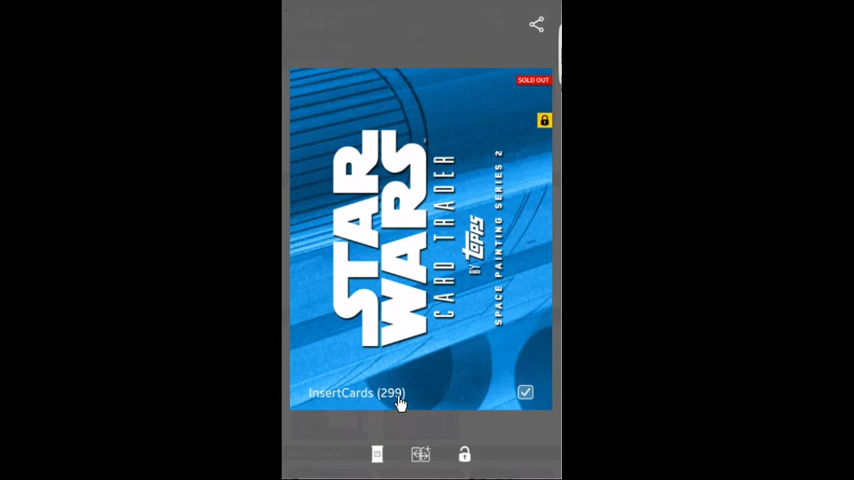 SOLD OUT
STAR
WARS
CARD TRADER
BY Topps
SPACE PAINTING SERIES 2
InsertCards (299)